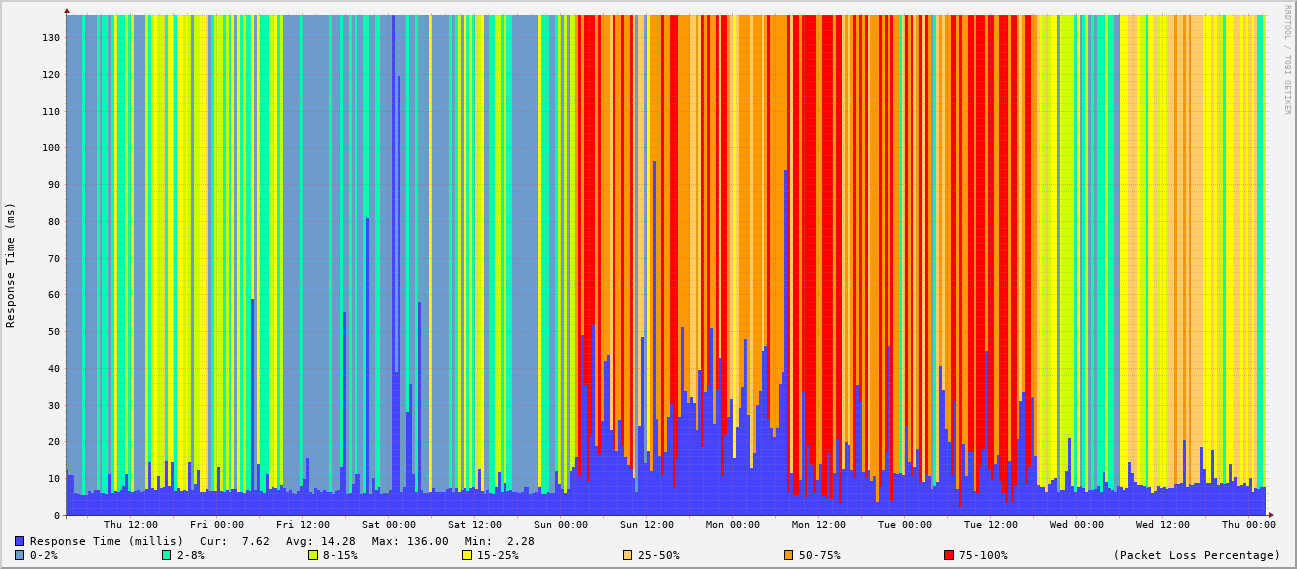 RRDTOOL / TOBI OETIKER
Response Time (ms)
130
120
110
100
90
80
70
60
50
40
30
20
10
0
Thu 12:00 Fri 00:00 Fri 12:00 Sat 00:00 Sat 12:00 Sun 00:00 Sun 12:00 Mon 00:00 Mon 12:00 Tue 00:00 Tue 12:00 Wed 00:00 Wed 12:00 Thu 00:00
Response Time (millis) Cur: 7.62 Avg: 14.28 Max: 136.00 Min: 2.28
0-2% 2-8% 8-15% 15-25% 25-50% 50-75% 75-100% (Packet Loss Percentage)